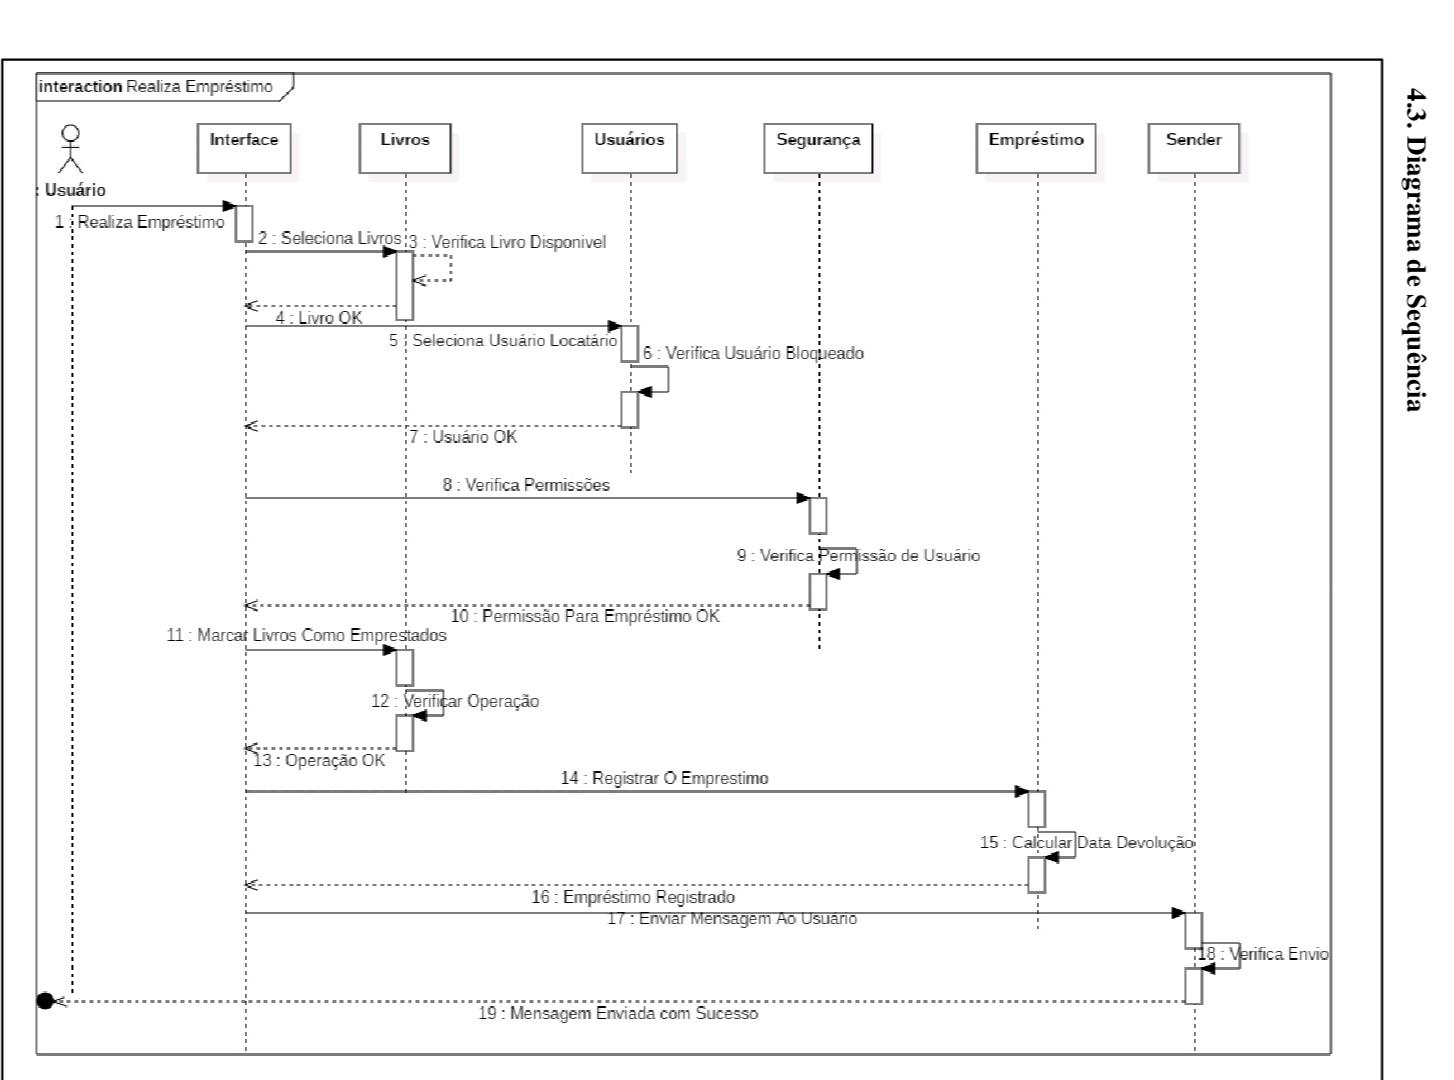 4.3. Diagrama de Sequência
interaction Realiza Empréstimo
Interface
Livros
Usuários
Segurança
Empréstimo
Sender
: Usuário
1 : Realiza Empréstimo
2 : Seleciona Livros
3 : Verifica Livro Disponivel
4 : Livro OK
5 : Seleciona Usuário Locatário
6 : Verifica Usuário Bloqueado
7 : Usuário OK
8 : Verifica Permissões
9 : Verifica Permissão de Usuário
10 : Permissão Para Empréstimo OK
11 : Marcar Livros Como Emprestados
12 : Verificar Operação
13 : Operação OK
14 : Registrar O Emprestimo
15 : Calcular Data Devolução
16 : Empréstimo Registrado
17 : Enviar Mensagem Ao Usuário
18 : Verifica Envio
19 : Mensagem Enviada com Sucesso